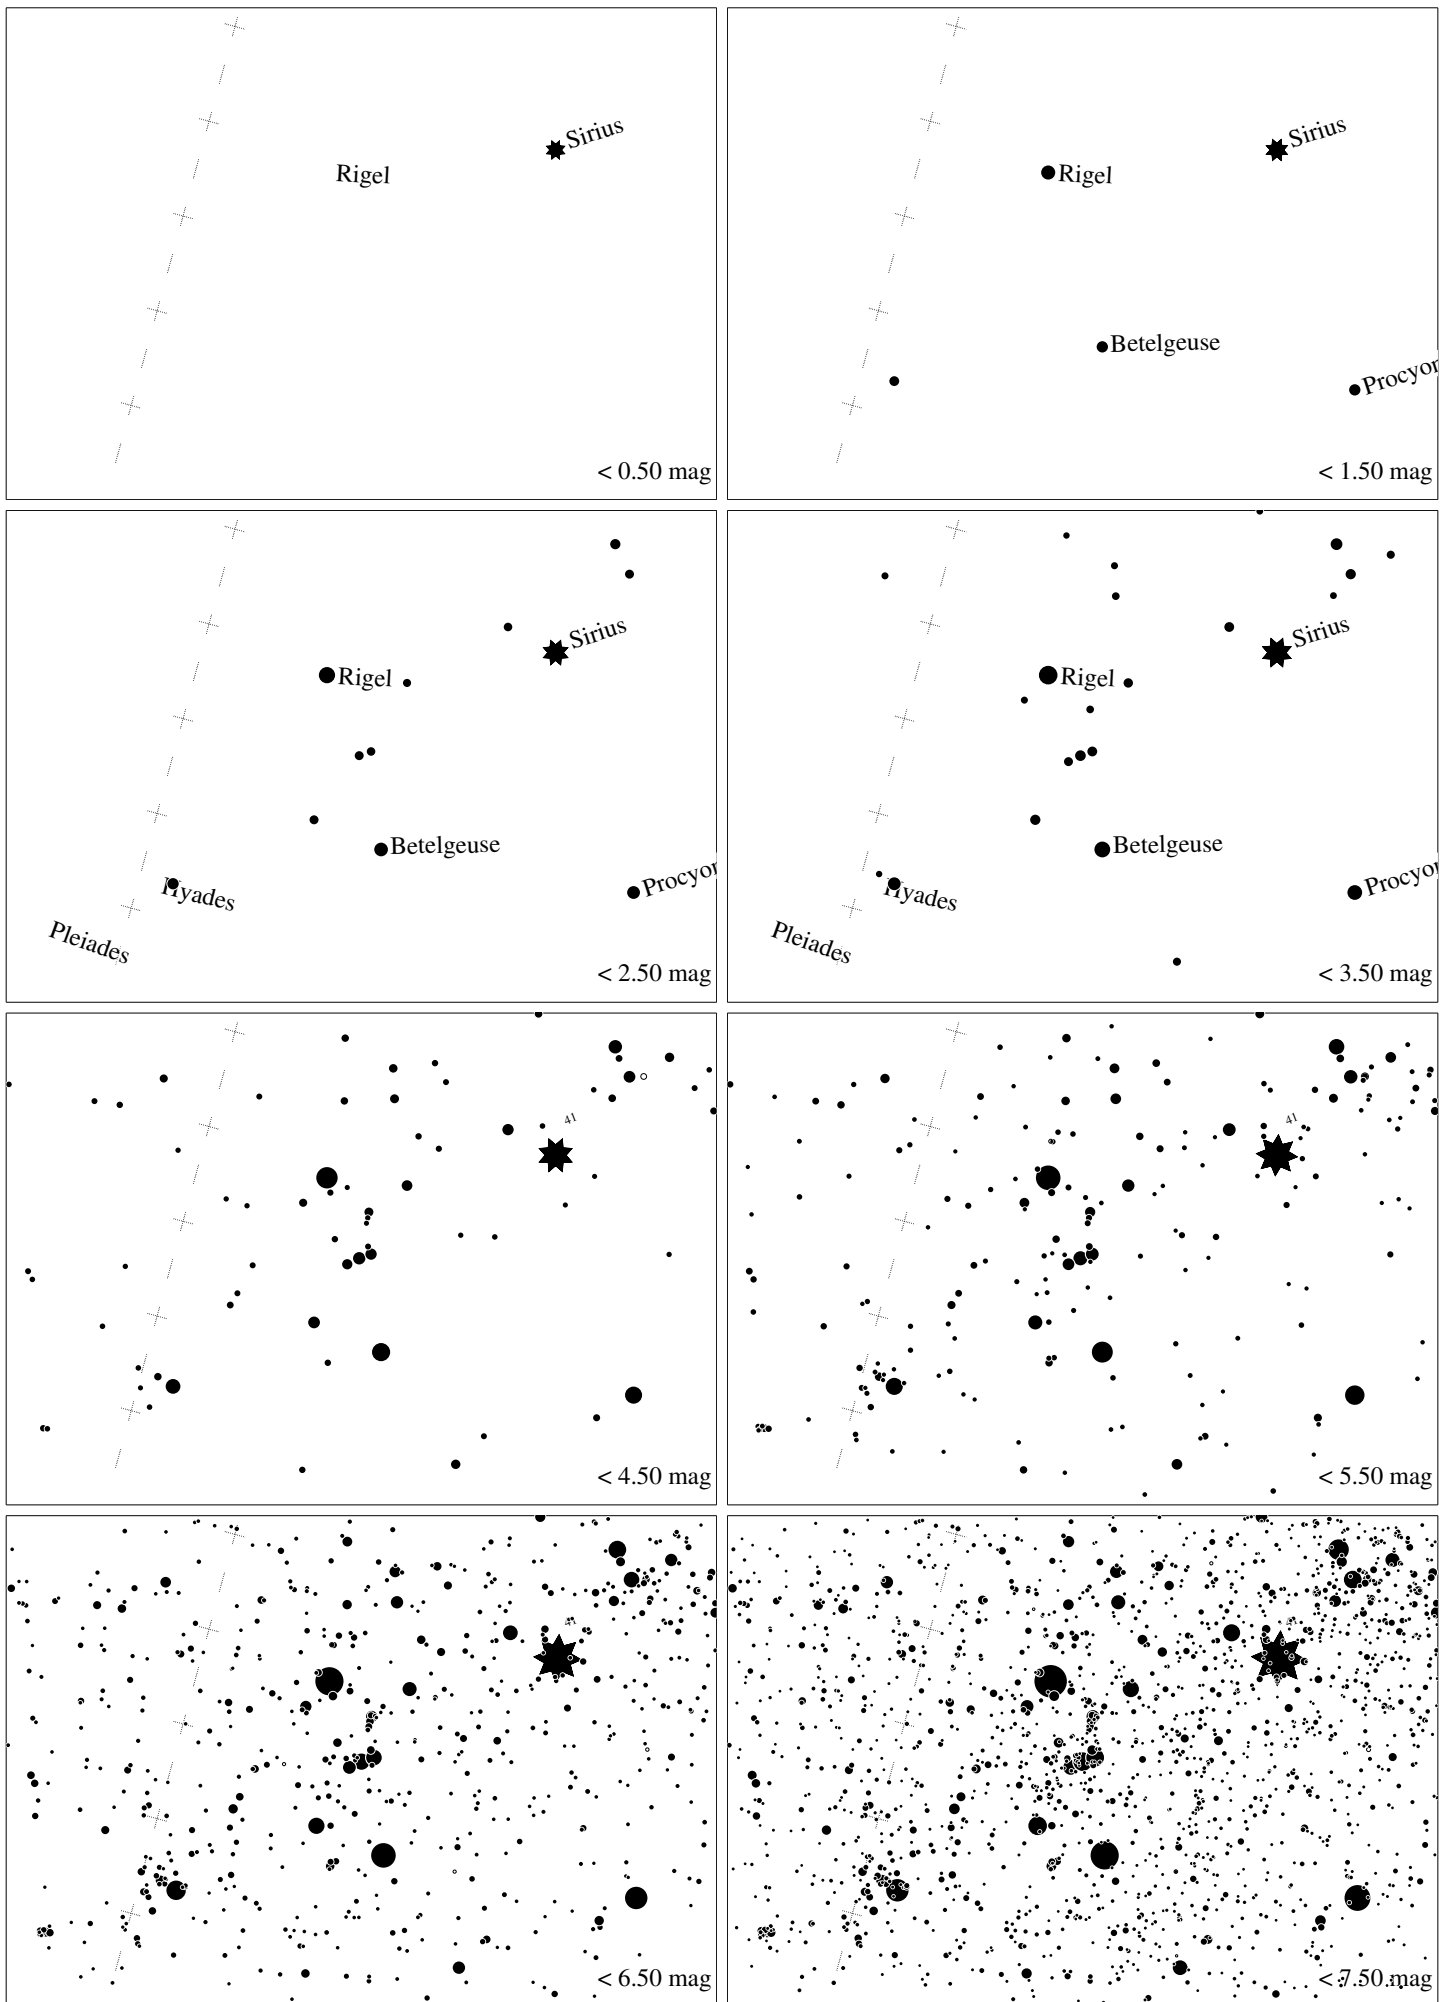 Sirius
Rigel
< 0.50 mag
Sirius
Rigel
Betelgeuse
Procyon
< 1.50 mag
Sirius
Rigel
Betelgeuse
Procyon
Hyades
Pleiades
< 2.50 mag
Sirius
Rigel
Betelgeuse
Procyon
Hyades
Pleiades
< 3.50 mag
41
< 4.50 mag
41
< 5.50 mag
41
< 6.50 mag
< 7.50 mag